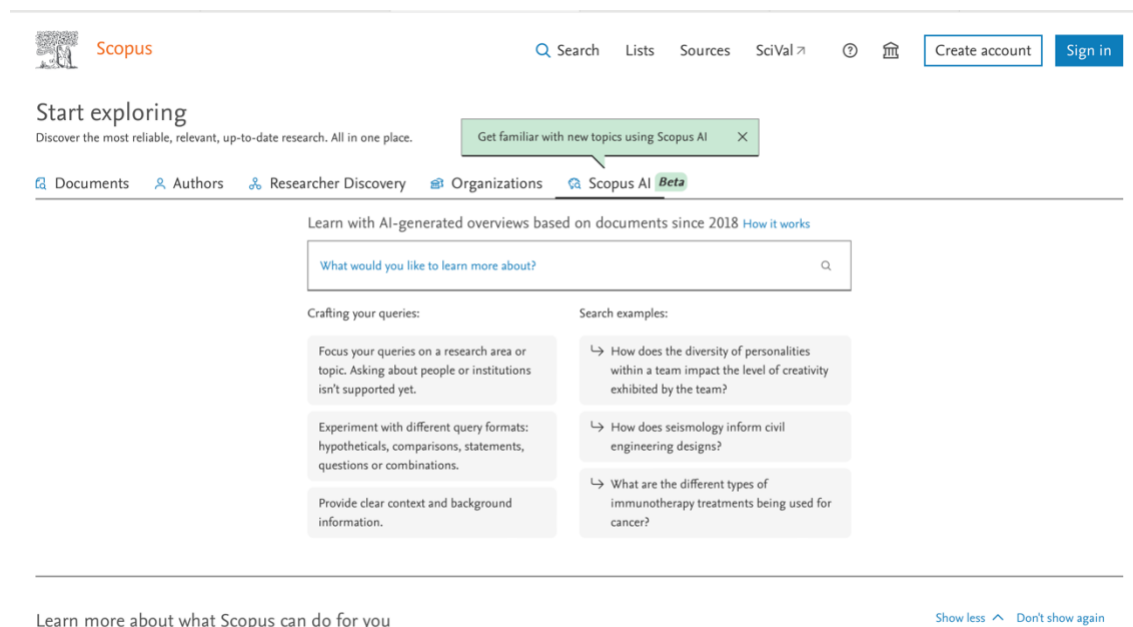 Scopus
Search Lists Sources SciVal Create account Sign in
Start exploring
Discover the most reliable, relevant, up-to-date research. All in one place.
Get familiar with new topics using Scopus AI
Documents Authors Researcher Discovery Organizations Scopus AI Beta
Learn with AI-generated overviews based on documents since 2018 How it works
What would you like to learn more about?
Crafting your queries:
Focus your queries on a research area or
topic. Asking about people or institutions
isn't supported yet.
Experiment with different query formats:
hypotheticals, comparisons, statements,
questions or combinations.
Provide clear context and background
information.
Search examples:
How does the diversity of personalities
within a team impact the level of creativity
exhibited by the team?
How does seismology inform civil
engineering designs?
What are the different types of
immunotherapy treatments being used for
cancer?
Learn more about what Scopus can do for you
Show less Don't show again